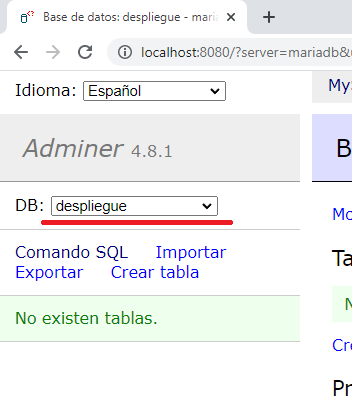 Base de datos: despliegue - maria
localhost:8080/?server=mariadb&u
Idioma: Español
My
Adminer 4.8.1
B
DB: despliegue
Mo
Comando SQL Importar
Ta
Exportar Crear tabla
No existen tablas.
N
Cre
Pr